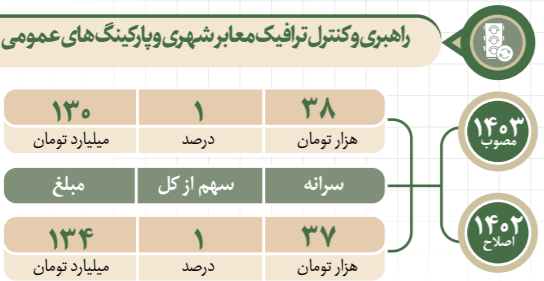 راهبری و کنترل ترافیک معابر شهری و پارکینگ‌های عمومی
۱۴۰۳
مصوب
۳۸ ۱ ۱۳۰
هزار تومان درصد میلیارد تومان
سرانه سهم از کل مبلغ
۱۴۰۲
اصلاح
۳۷ ۱ ۱۳۴
هزار تومان درصد میلیارد تومان